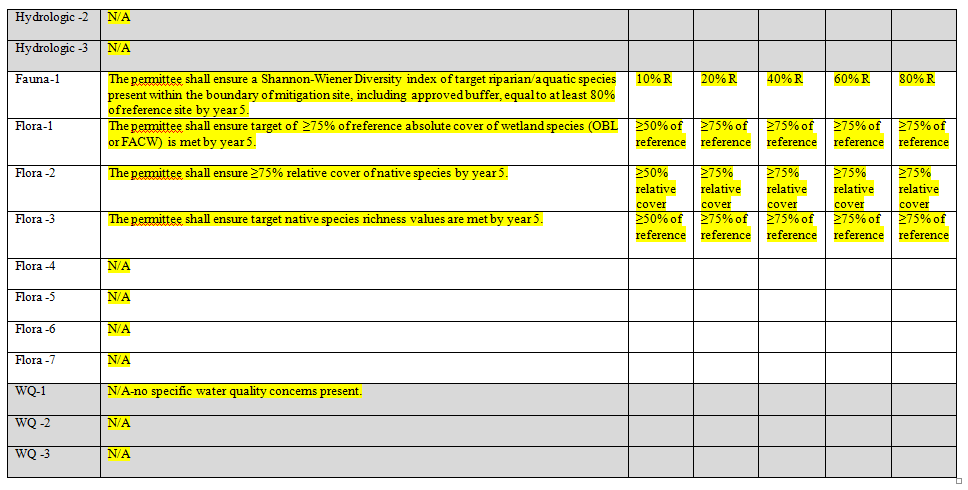 Hydrologic -2 N/A
Hydrologic -3 N/A
Fauna-1 The permittee shall ensure a Shannon-Wiener Diversity index of target riparian/aquatic species 10% R 20% R 40% R 60% R 80% R
present within the boundary of mitigation site, including approved buffer, equal to at least 80%
of reference site by year 5.
Flora-1 The permittee shall ensure target of ≥75% of reference absolute cover of wetland species (OBL ≥50% of ≥75% of ≥75% of ≥75% of ≥75% of
or FACW) is met by year 5. reference reference reference reference reference
Flora -2 The permittee shall ensure ≥75% relative cover of native species by year 5. ≥50% ≥75% ≥75% ≥75% ≥75%
relative relative relative relative relative
cover cover cover cover cover
Flora -3 The permittee shall ensure target native species richness values are met by year 5. ≥50% of ≥75% of ≥75% of ≥75% of ≥75% of
reference reference reference reference reference
Flora -4 N/A
Flora -5 N/A
Flora -6 N/A
Flora -7 N/A
WQ-1 N/A-no specific water quality concerns present.
WQ -2 N/A
WQ -3 N/A